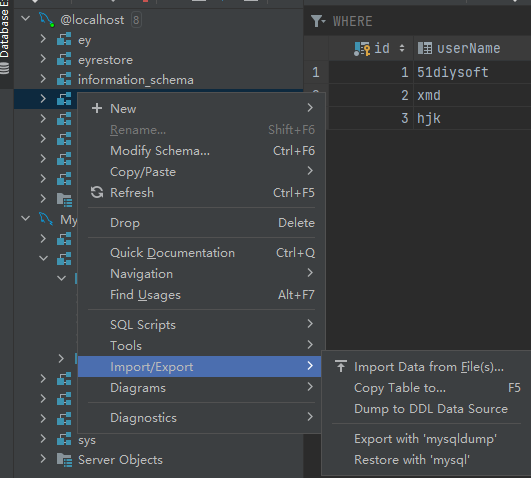 Database E
@localhost 8
ey
eyrestore
information_schema
My
sys
Server Objects
New
Rename... Shift+F6
Modify Schema... Ctrl+F6
Copy/Paste
Refresh Ctrl+F5
Drop Delete
Quick Documentation Ctrl+Q
Navigation
Find Usages Alt+F7
SQL Scripts
Tools
Import/Export
Diagrams
Diagnostics
Import Data from File(s)...
Copy Table to... F5
Dump to DDL Data Source
Export with 'mysqldump'
Restore with 'mysql'
WHERE
id userName
1 1 51diysoft
2 xmd
3 3 hjk